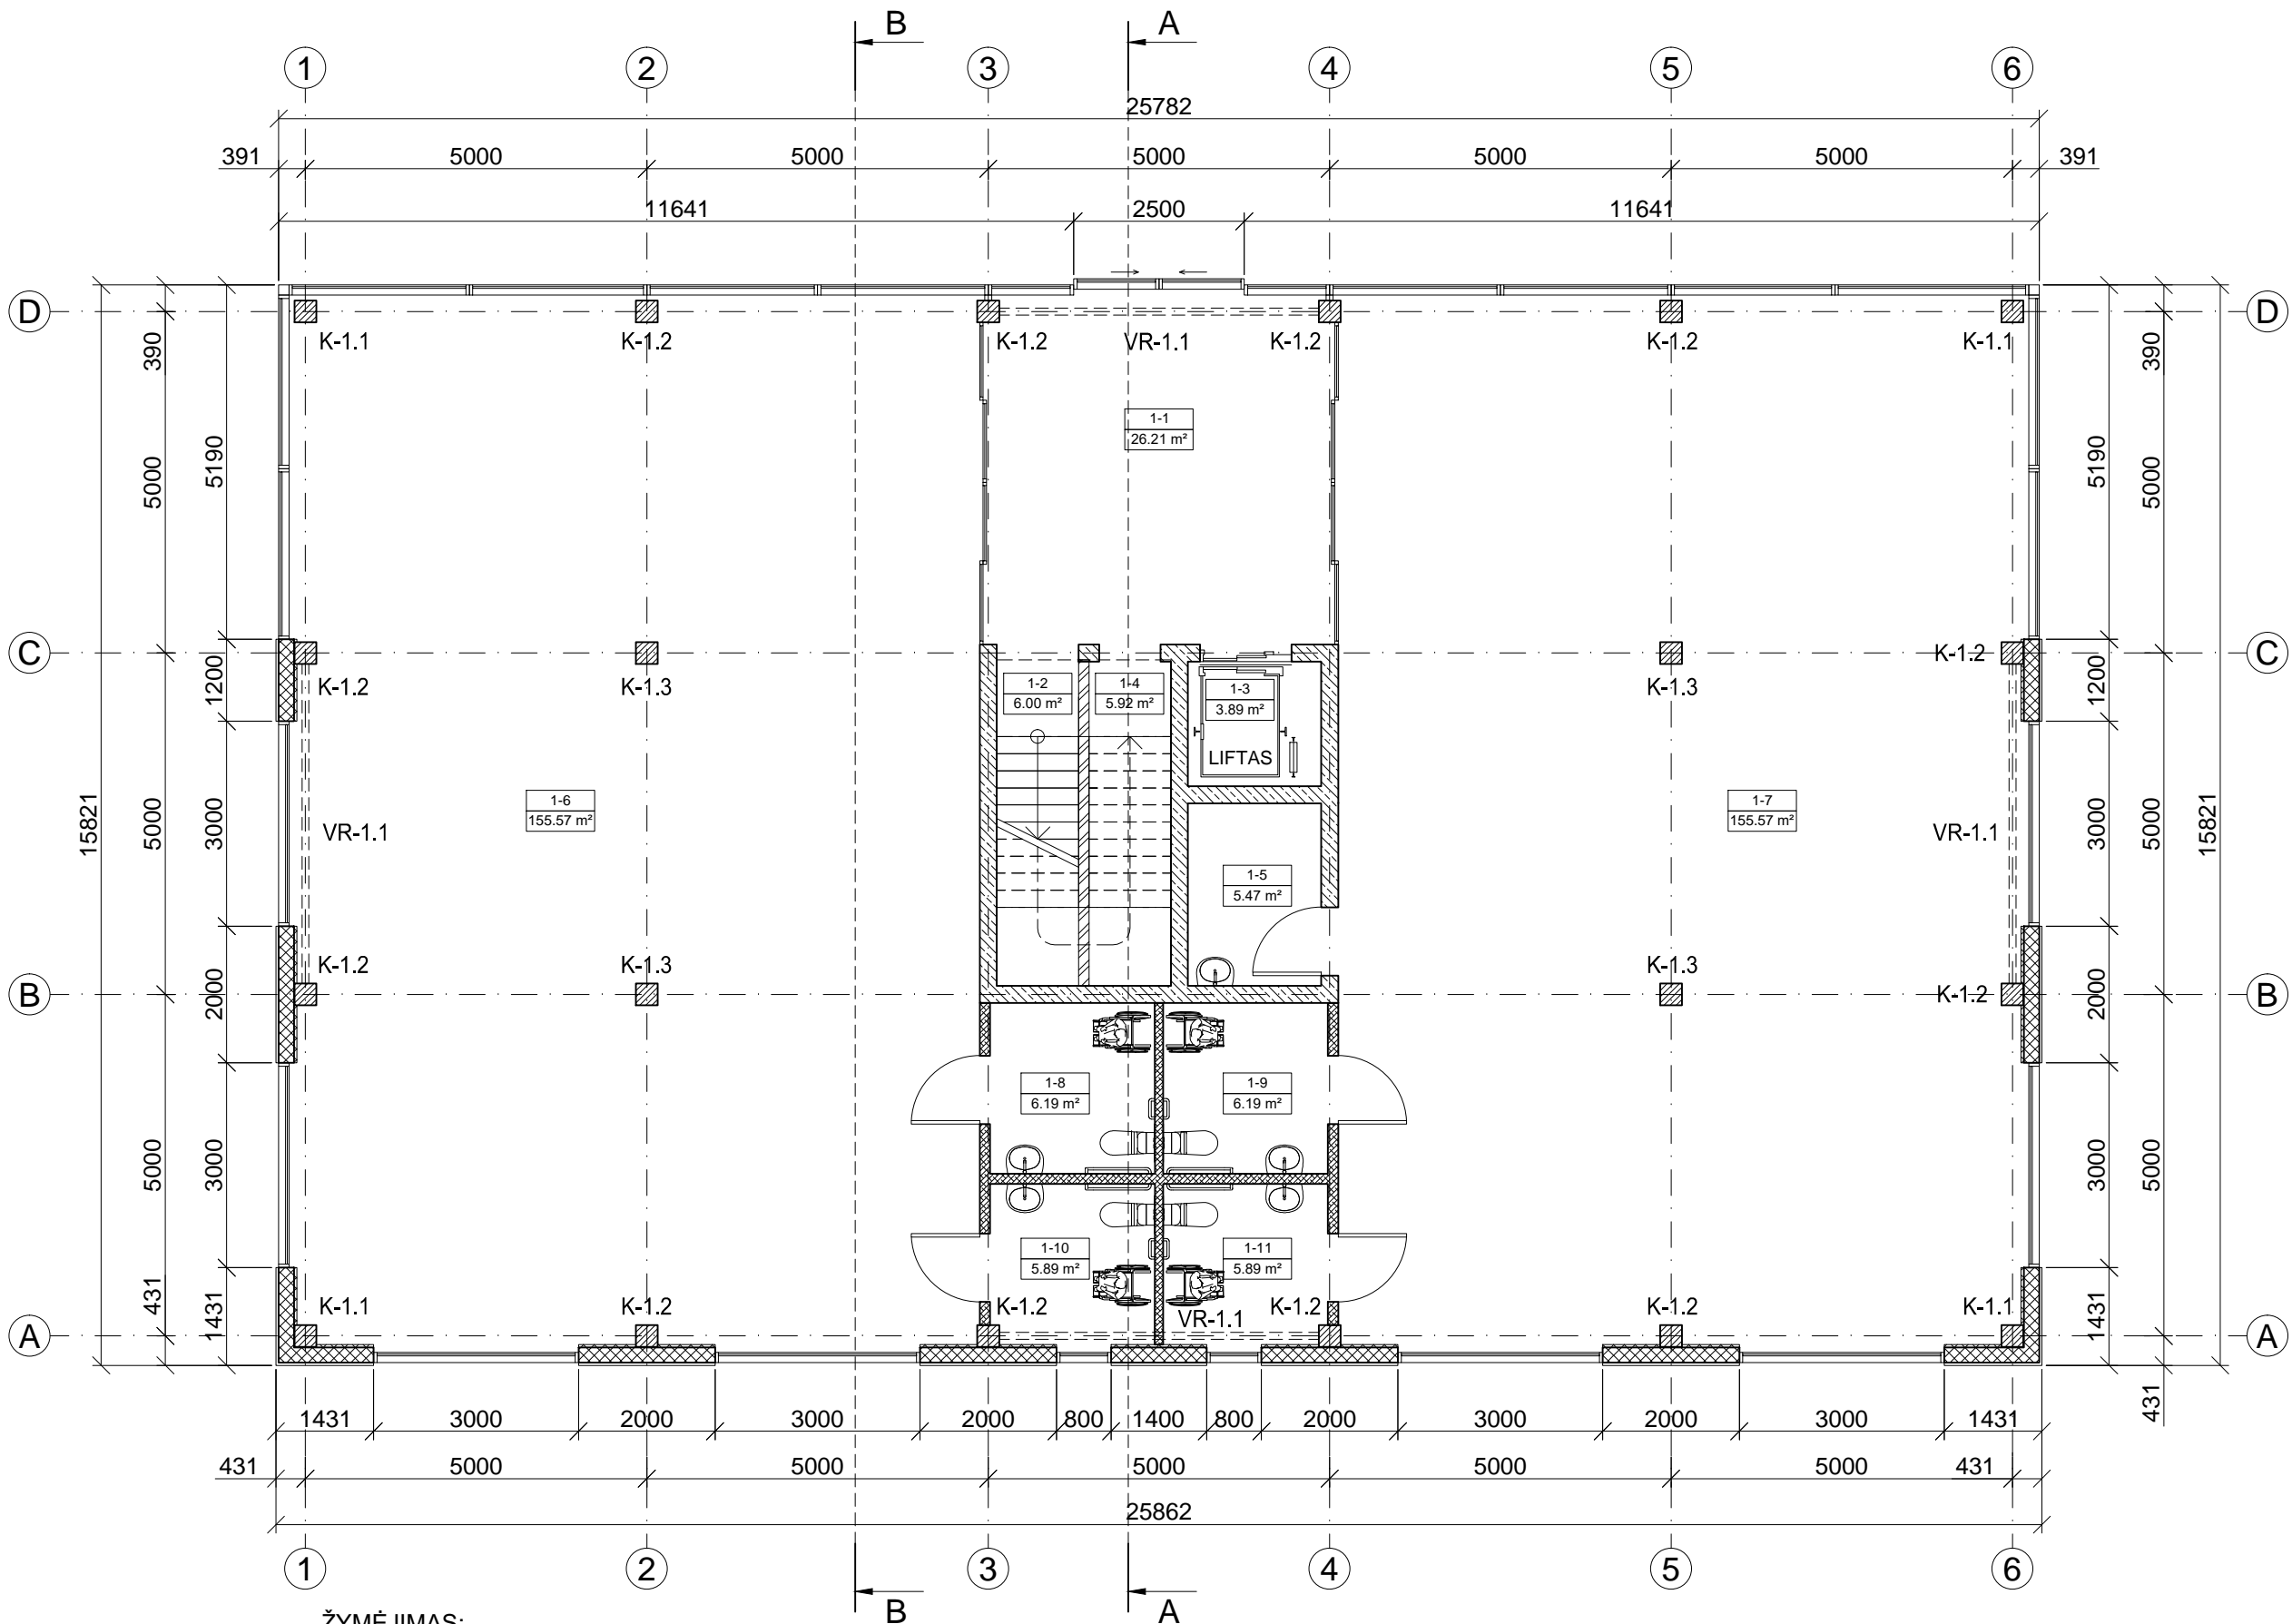 B A
1 2 3 4 5 6
25782
391 5000 5000 5000 5000 5000 391
11641 2500 11641
D D
K-1.1 K-1.2 K-1.2 VR-1.1 K-1.2 K-1.2 K-1.1
390 390
1-1
26.21 m²
5000 5190 5190 5000
C C
K-1.2
K-1.2 K-1.3 K-1.3
1200 1200
1-2 1-4 1-3
6.00 m² 5.92 m² 3.89 m²
LIFTAS
1-6 1-7
155.57 m² 155.57 m²
15821 5000 3000 VR-1.1 VR-1.1 3000 5000 15821
1-5
5.47 m²
K-1.2 K-1.3 K-1.3
B K-1.2 B
2000 2000
1-8 1-9
6.19 m² 6.19 m²
5000 3000 3000 5000
1-10 1-11
5.89 m² 5.89 m²
431 1431 1431
K-1.1 K-1.2 K-1.2 VR-1.1 K-1.2 K-1.2 K-1.1
A A
431
1431 3000 2000 3000 2000 800 1400 800 2000 3000 2000 3000 1431
431 5000 5000 5000 5000 5000 431
25862
1 2 3 4 5 6
B A
ŽYMĖJIMAS: